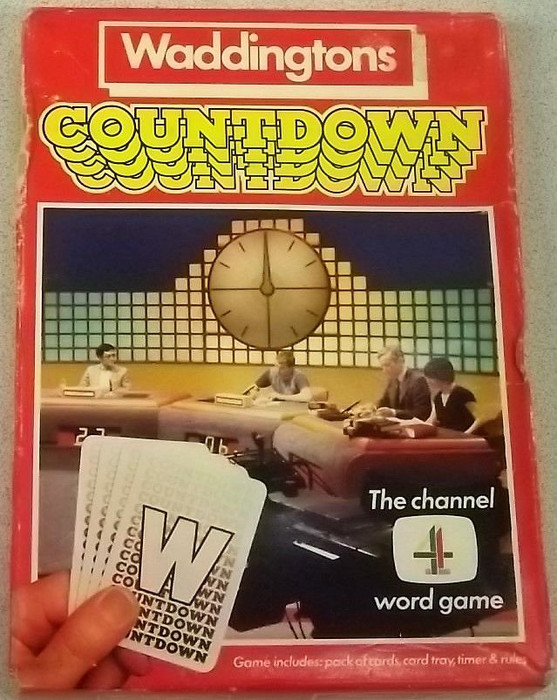 Waddingtons
COUNTDOWN
COUNTDOWN
The channel
4
word game
W
COUNTDOWN
COUNTDOWN
COUNTDOWN
Game includes: pack of cards, card tray, timer & rules